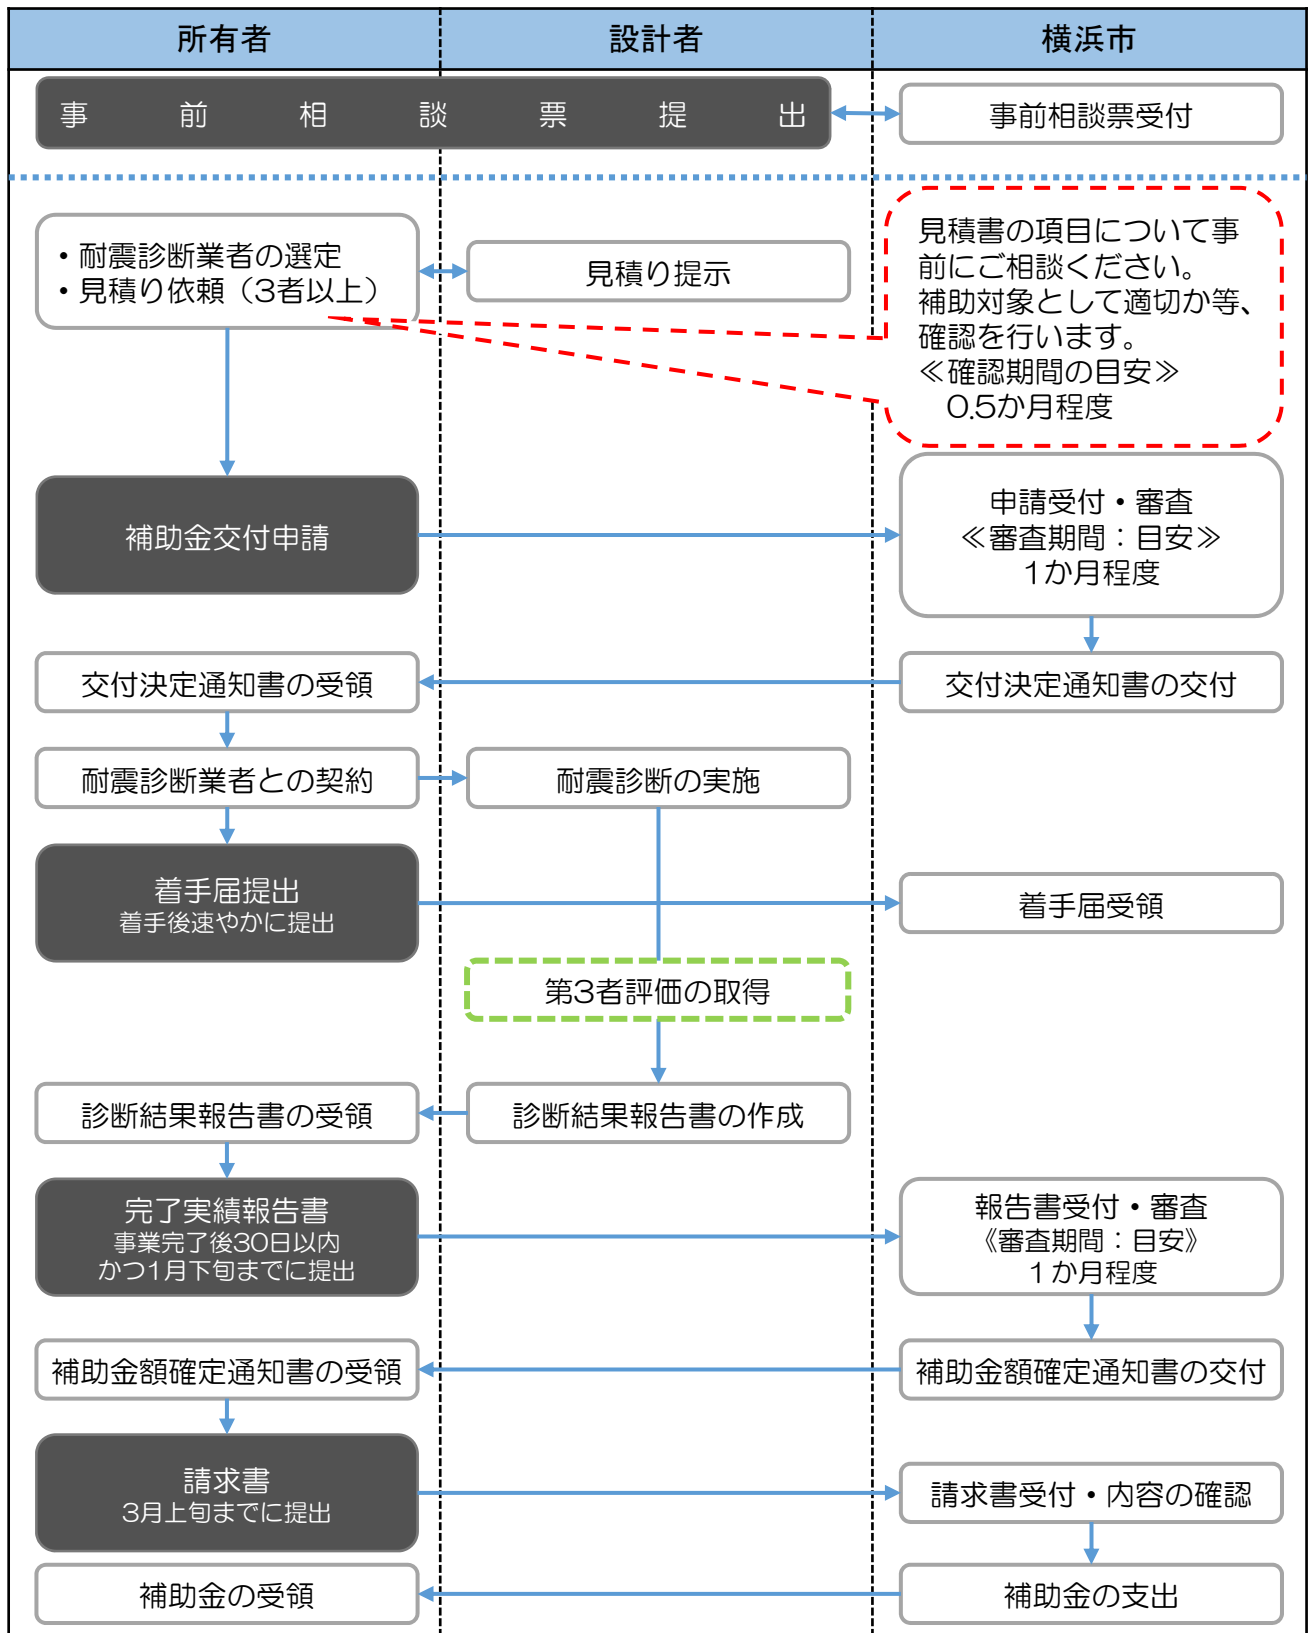 所有者
設計者
横浜市
事前相談票提出
事前相談票受付
・耐震診断業者の選定
・見積り依頼（3者以上）
見積り提示
見積書の項目について事
前にご相談ください。
補助対象として適切か等、
確認を行います。
≪確認期間の目安≫
0.5か月程度
補助金交付申請
申請受付・審査
≪審査期間：目安≫
1か月程度
交付決定通知書の受領
交付決定通知書の交付
耐震診断業者との契約
耐震診断の実施
着手届提出
着手後速やかに提出
着手届受領
第3者評価の取得
診断結果報告書の受領
診断結果報告書の作成
完了実績報告書
事業完了後30日以内
かつ1月下旬までに提出
報告書受付・審査
《審査期間：目安》
１か月程度
補助金額確定通知書の受領
補助金額確定通知書の交付
請求書
3月上旬までに提出
請求書受付・内容の確認
補助金の受領
補助金の支出